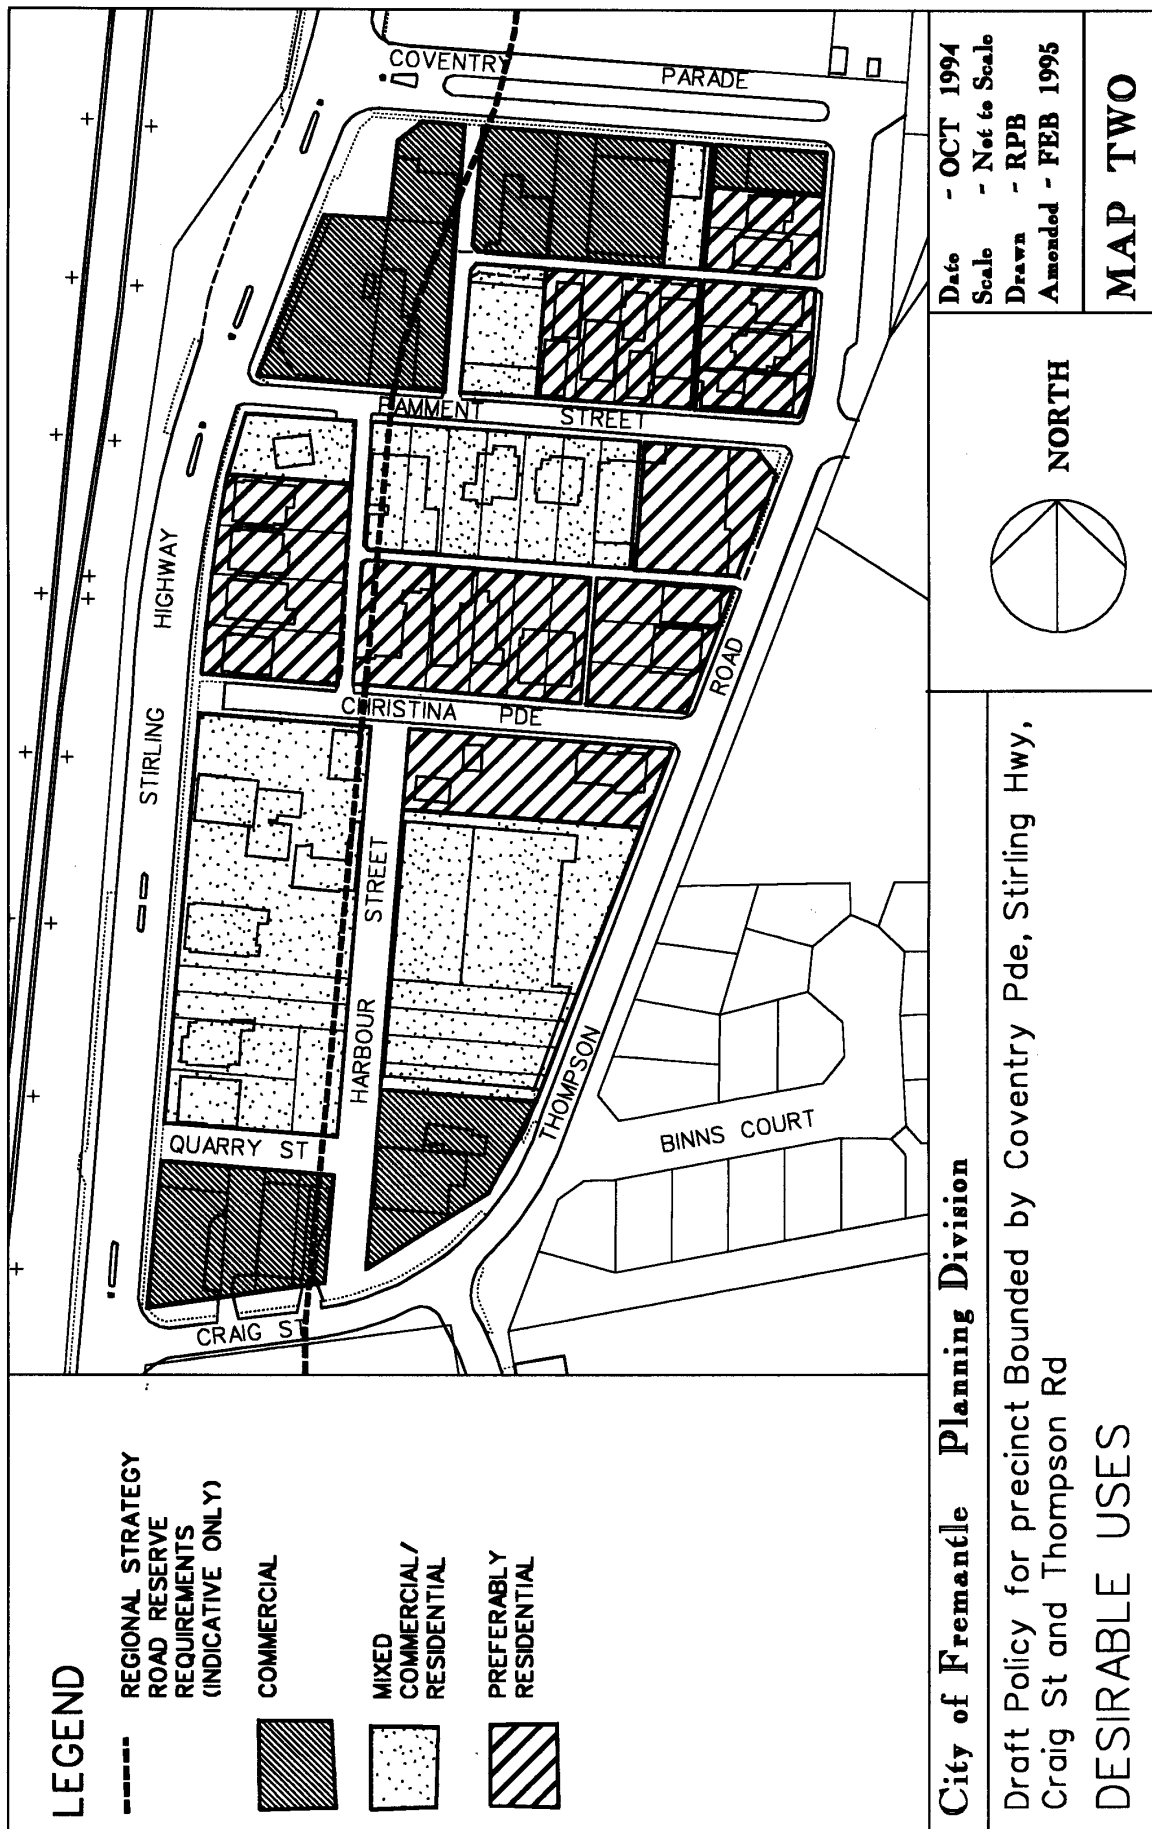 LEGEND
REGIONAL STRATEGY
ROAD RESERVE
REQUIREMENTS
(INDICATIVE ONLY)
COMMERCIAL
MIXED
COMMERCIAL/
RESIDENTIAL
PREFERABLY
RESIDENTIAL
STIRLING HIGHWAY
COVENTRY PARADE
RAMMENT STREET
CHRISTINA PDE
HARBOUR STREET
QUARRY ST
CRAIG ST
THOMPSON ROAD
BINNS COURT
City of Fremantle Planning Division
Draft Policy for precinct Bounded by Coventry Pde, Stirling Hwy,
Craig St and Thompson Rd
DESIRABLE USES
NORTH
Date - OCT 1994
Scale - Not to Scale
Drawn - RPB
Amended - FEB 1995
MAP TWO